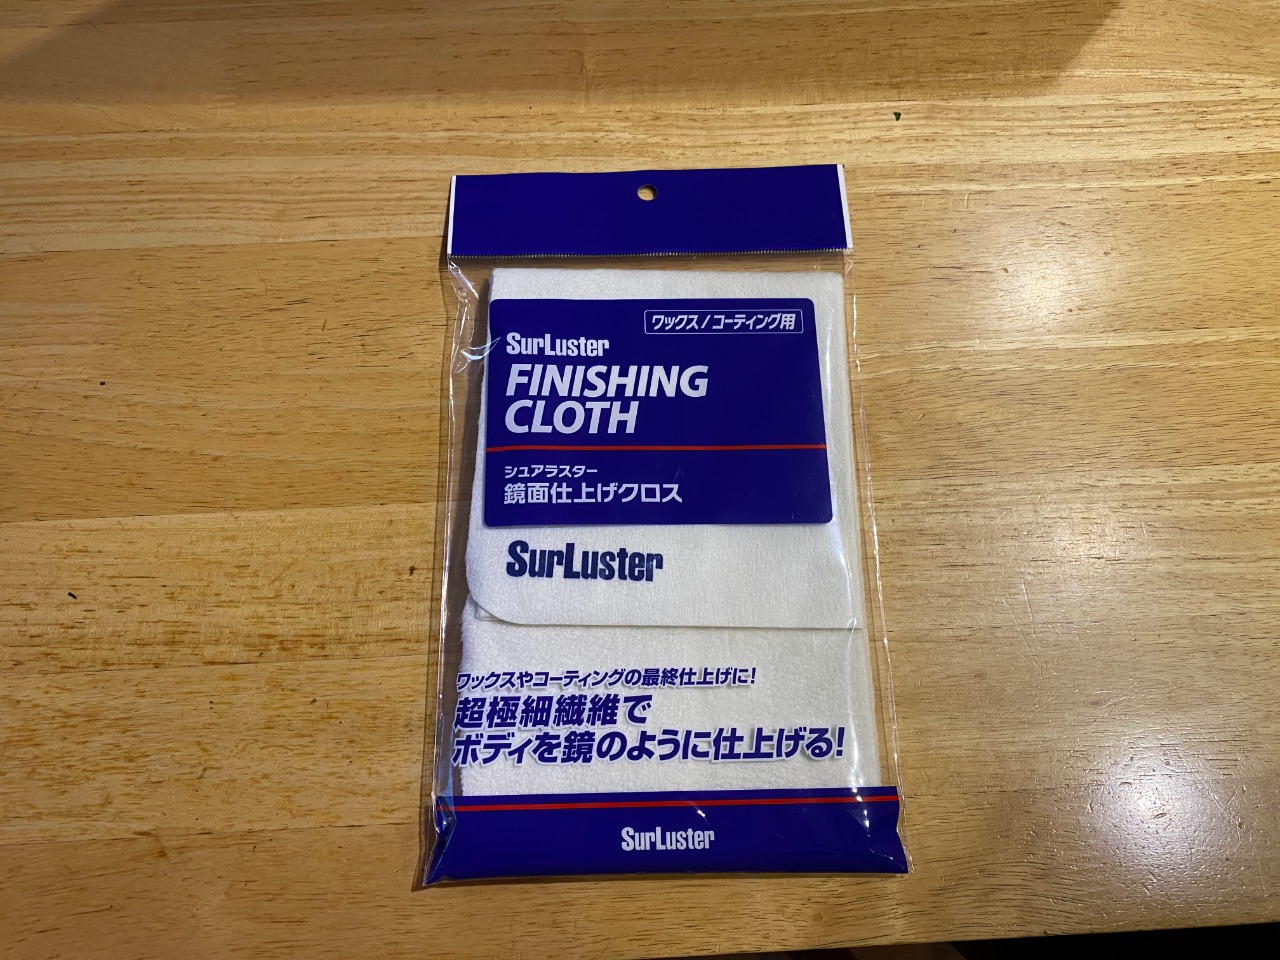 ワックス/コーティング用
SurLuster
FINISHING
CLOTH
シュアラスター
鏡面仕上げクロス
SurLuster
ワックスやコーティングの最終仕上げに!
超極細繊維で
ボディを鏡のように仕上げる!
SurLuster